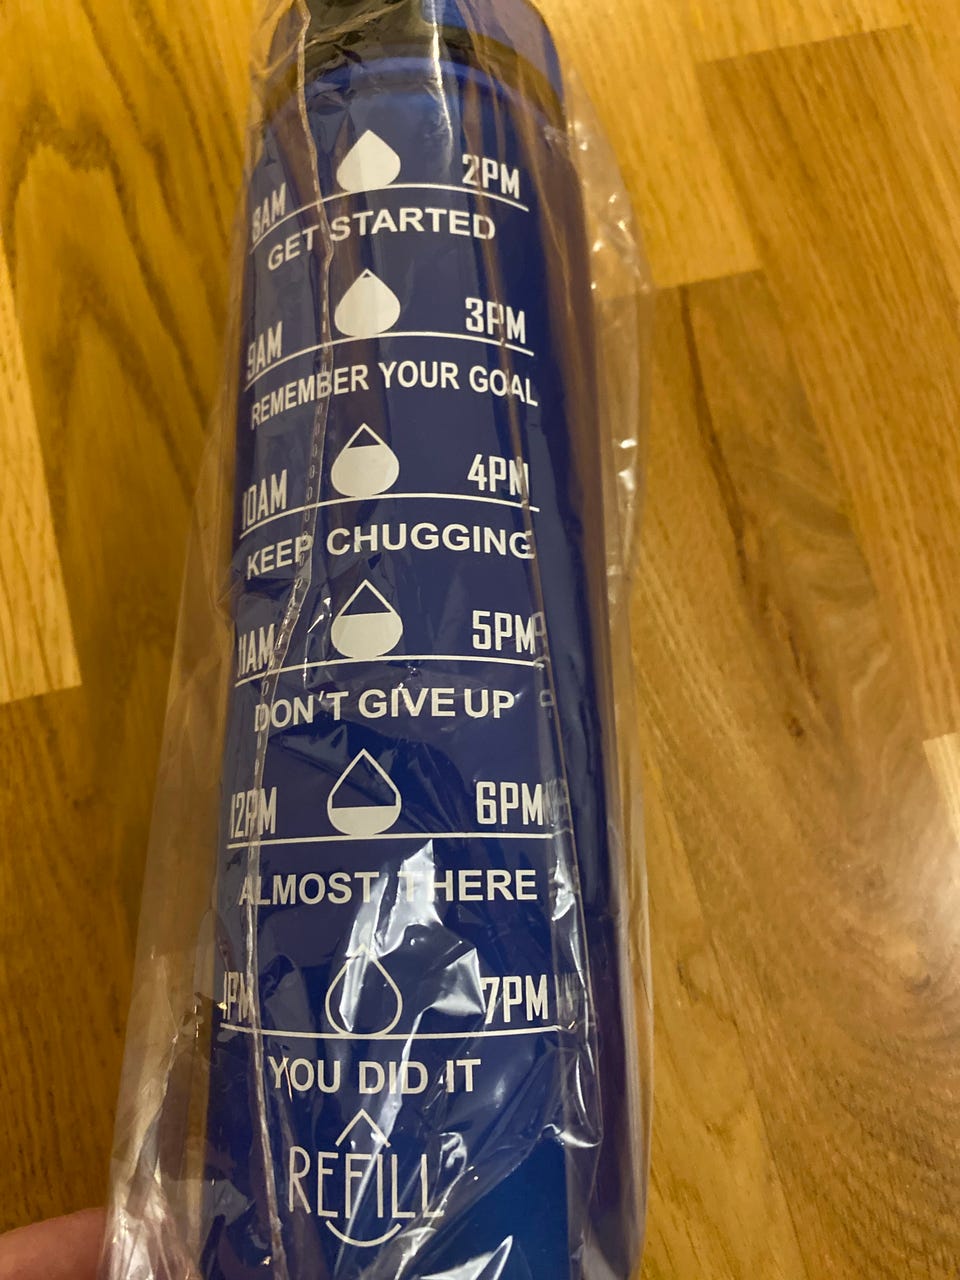 8AM 2PM
GET STARTED
9AM 3PM
REMEMBER YOUR GOAL
10AM 4PM
KEEP CHUGGING
11AM 5PM
DON'T GIVE UP
12PM 6PM
ALMOST THERE
1PM 7PM
YOU DID IT
REFILL